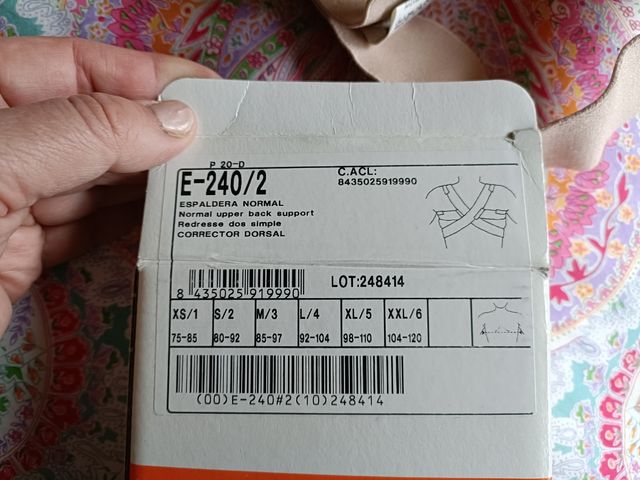 P 20-D
E-240/2
C.ACL:
8435025919990
ESPALDERA NORMAL
Normal upper back support
Redresse dos simple
CORRECTOR DORSAL
8 435025 919990
LOT:248414
XS/1 S/2 M/3 L/4 XL/5 XXL/6
75-85 80-92 85-97 92-104 98-110 104-120
(00)E-240#2(10)248414